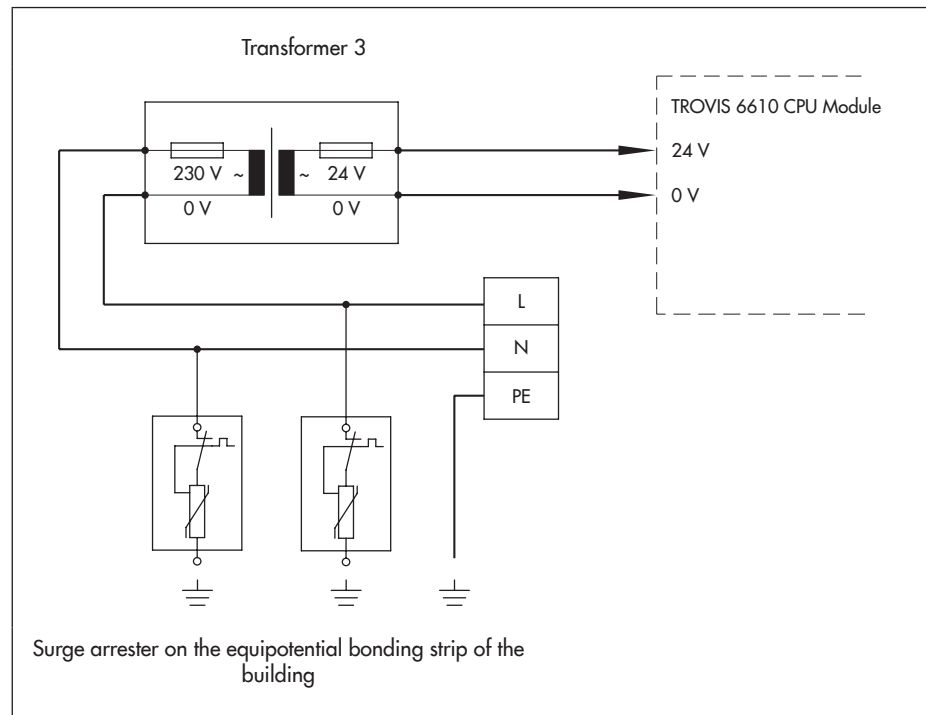 Transformer 3
TROVIS 6610 CPU Module
230 V ~
~ 24 V
24 V
0 V
0 V
0 V
L
N
PE
Surge arrester on the equipotential bonding strip of the
building